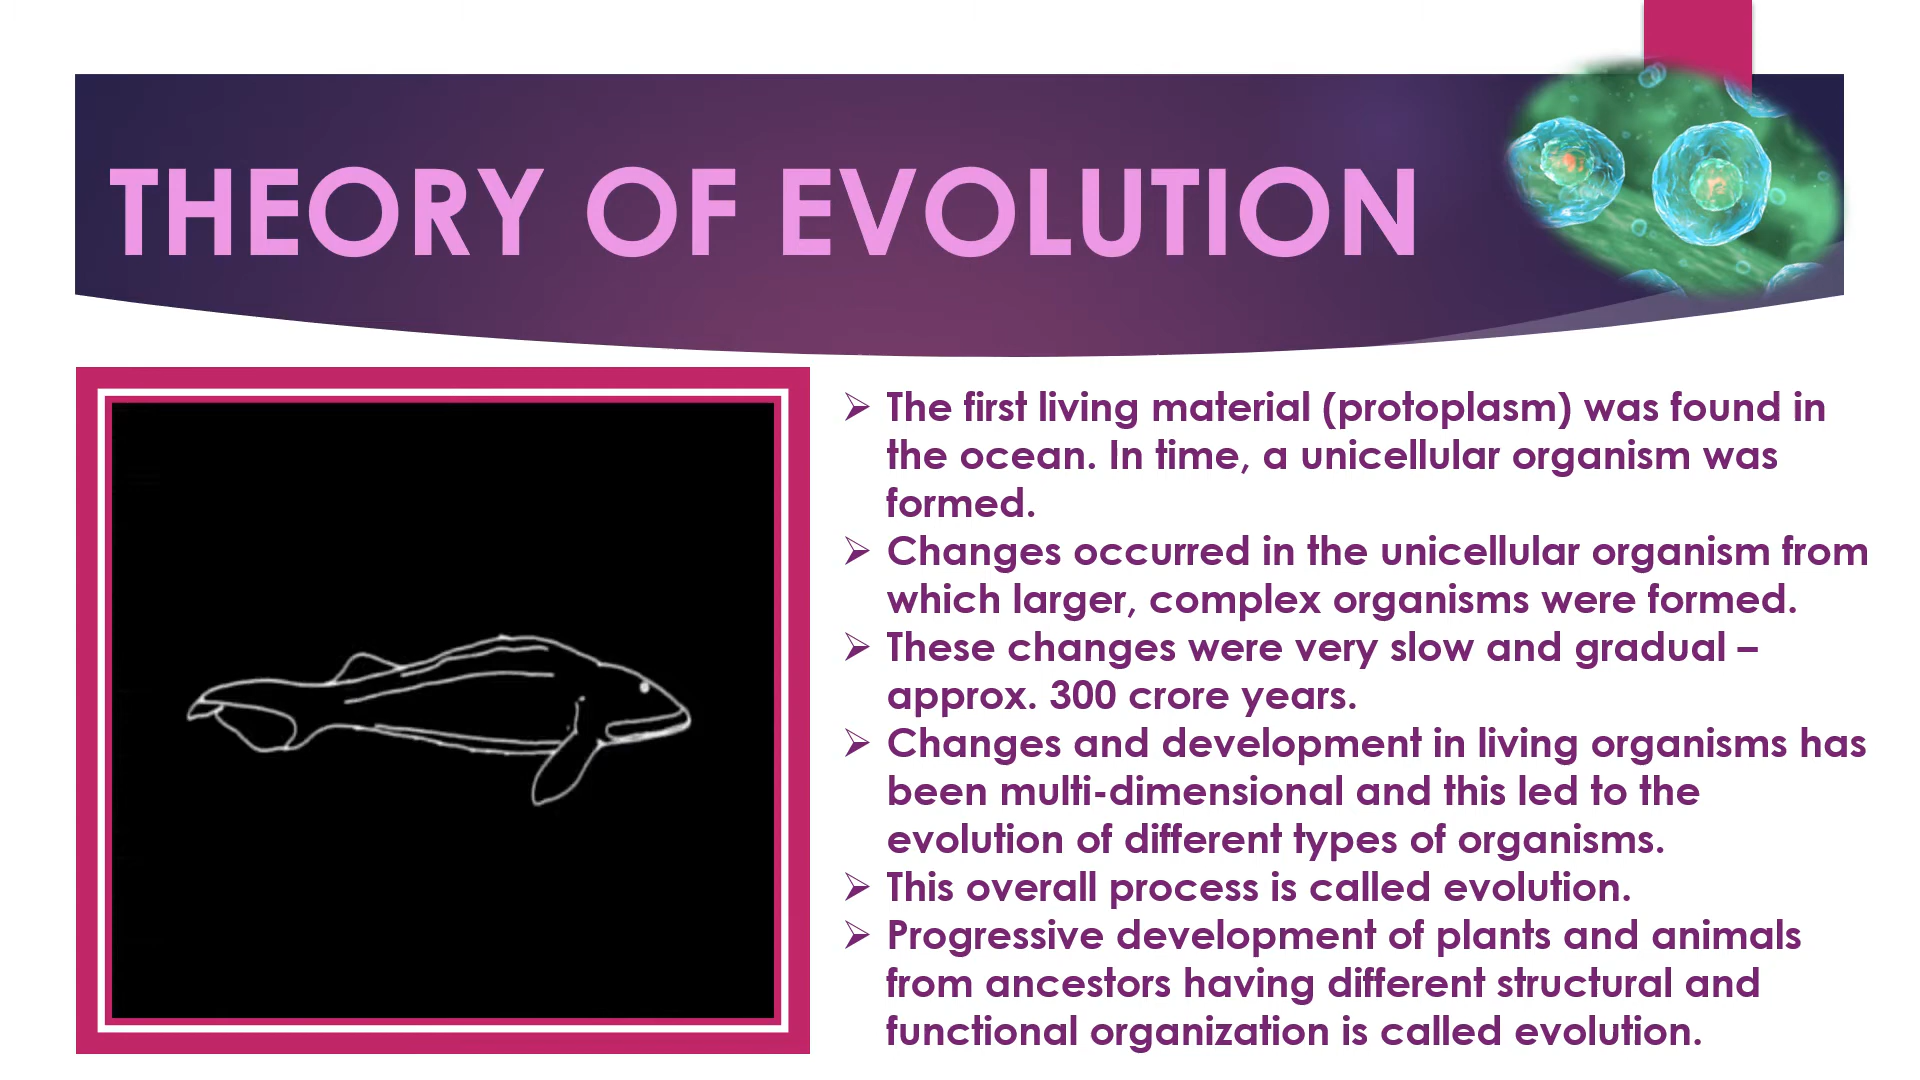 THEORY OF EVOLUTION
➢ The first living material (protoplasm) was found in
the ocean. In time, a unicellular organism was
formed.
➢ Changes occurred in the unicellular organism from
which larger, complex organisms were formed.
➢ These changes were very slow and gradual –
approx. 300 crore years.
➢ Changes and development in living organisms has
been multi-dimensional and this led to the
evolution of different types of organisms.
➢ This overall process is called evolution.
➢ Progressive development of plants and animals
from ancestors having different structural and
functional organization is called evolution.